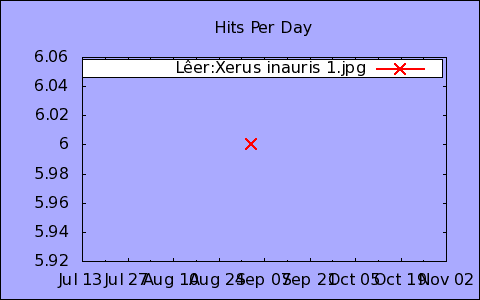 Hits Per Day
6.06
Lêer:Xerus inauris 1.jpg
6.04
6.02
6
5.98
5.96
5.94
5.92
Jul 13 Jul 27 Aug 10 Aug 24 Sep 07 Sep 21 Oct 05 Oct 19 Nov 02